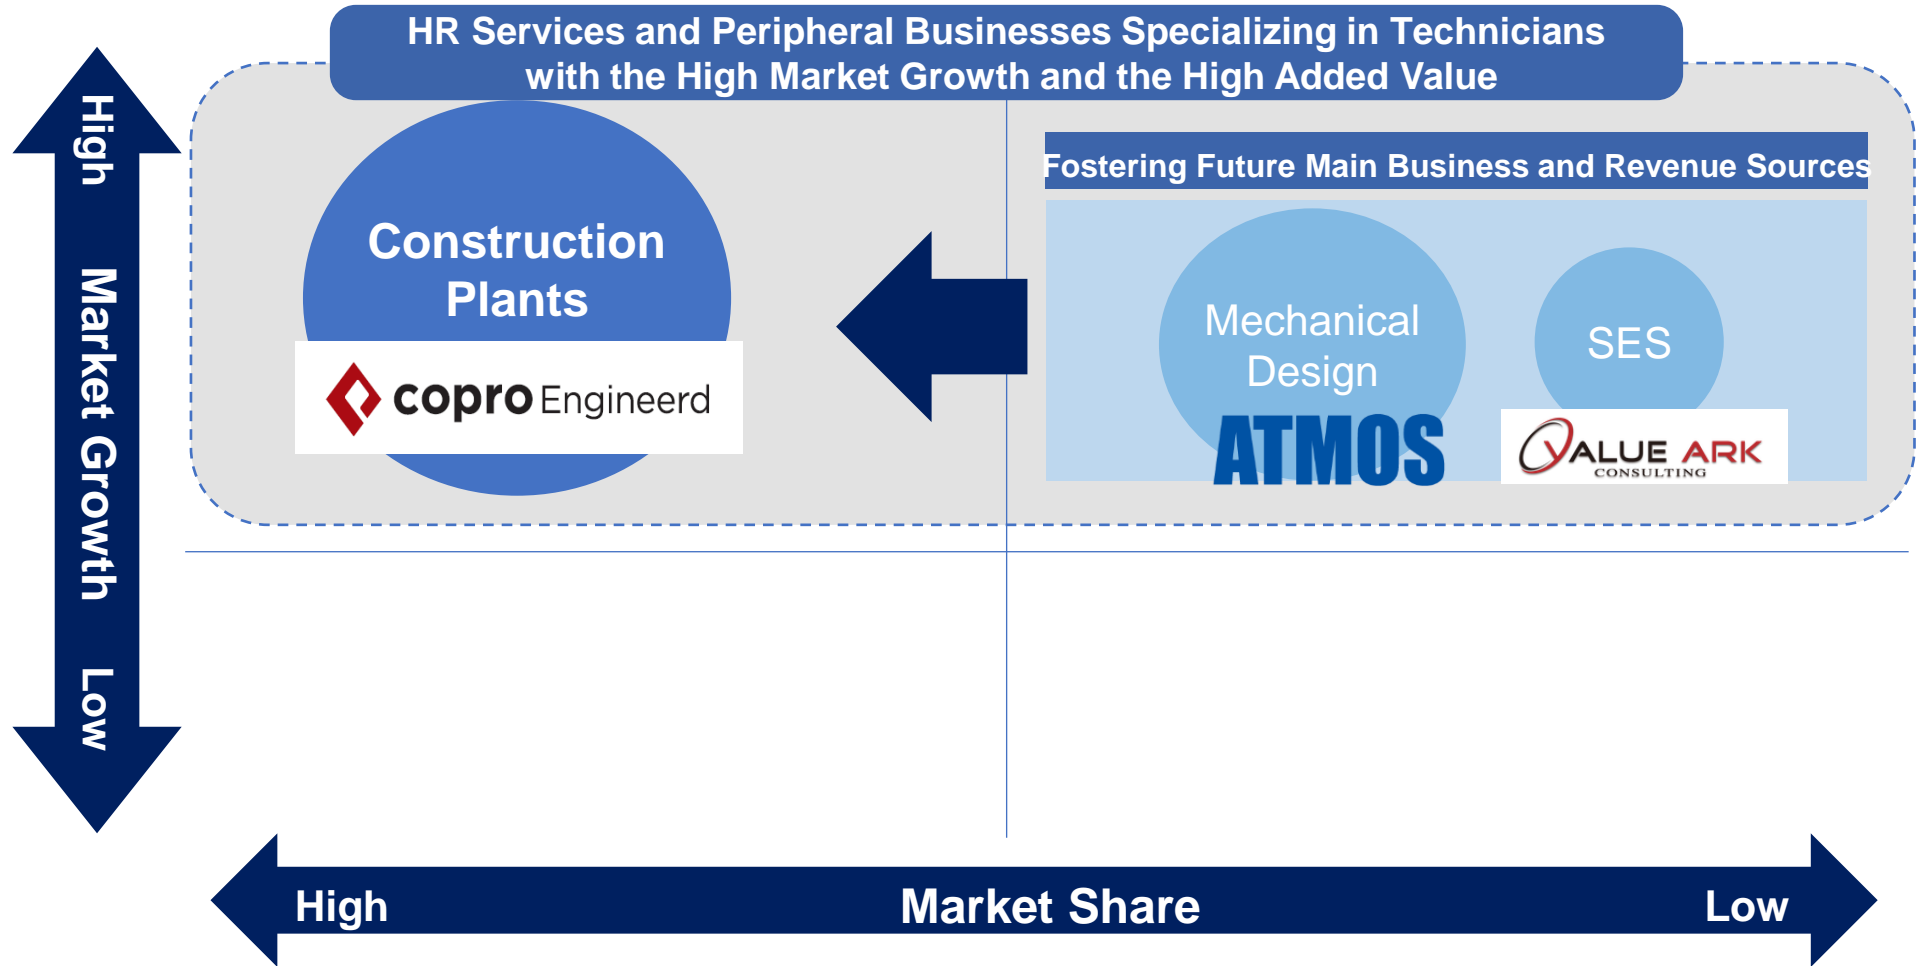 HR Services and Peripheral Businesses Specializing in Technicians
with the High Market Growth and the High Added Value
High
Market Growth
Low
Fostering Future Main Business and Revenue Sources
Construction
Plants
copro Engineerd
Mechanical
Design
ATMOS
SES
VALUE ARK
CONSULTING
High
Market Share
Low